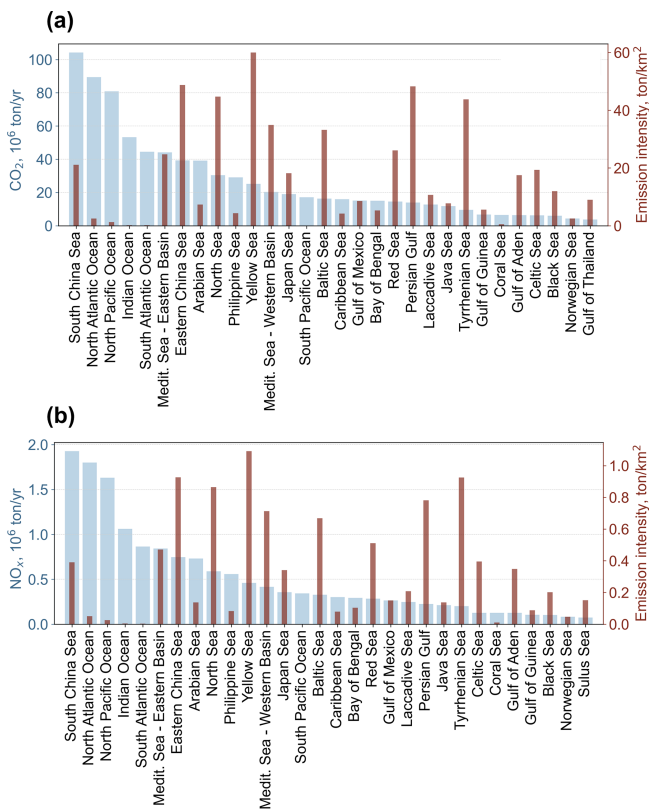 (a)
CO2, 10^6 ton/yr
100
80
60
40
20
0
60
40
20
0
Emission intensity, ton/km^2
South China Sea
North Atlantic Ocean
North Pacific Ocean
Indian Ocean
South Atlantic Ocean
Medit. Sea - Eastern Basin
Eastern China Sea
Arabian Sea
North Sea
Philippine Sea
Yellow Sea
Medit. Sea - Western Basin
Japan Sea
South Pacific Ocean
Baltic Sea
Caribbean Sea
Gulf of Mexico
Bay of Bengal
Red Sea
Persian Gulf
Laccadive Sea
Java Sea
Tyrrhenian Sea
Gulf of Guinea
Coral Sea
Gulf of Aden
Celtic Sea
Black Sea
Norwegian Sea
Gulf of Thailand
(b)
NOx, 10^6 ton/yr
2.0
1.5
1.0
0.5
0.0
1.0
0.8
0.6
0.4
0.2
0.0
Emission intensity, ton/km^2
South China Sea
North Atlantic Ocean
North Pacific Ocean
Indian Ocean
South Atlantic Ocean
Medit. Sea - Eastern Basin
Eastern China Sea
Arabian Sea
North Sea
Philippine Sea
Yellow Sea
Medit. Sea - Western Basin
Japan Sea
South Pacific Ocean
Baltic Sea
Caribbean Sea
Bay of Bengal
Red Sea
Gulf of Mexico
Laccadive Sea
Persian Gulf
Java Sea
Tyrrhenian Sea
Celtic Sea
Coral Sea
Gulf of Aden
Gulf of Guinea
Black Sea
Norwegian Sea
Sulus Sea